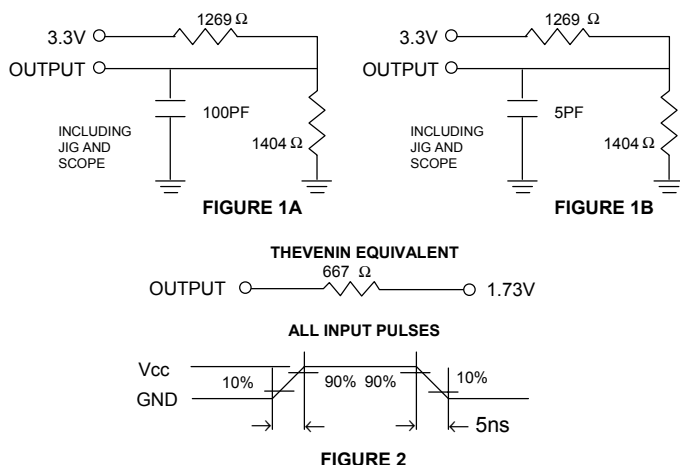 1269 Ω
3.3V
OUTPUT
100PF
INCLUDING
JIG AND
SCOPE
1404 Ω
FIGURE 1A
1269 Ω
3.3V
OUTPUT
5PF
INCLUDING
JIG AND
SCOPE
1404 Ω
FIGURE 1B
THEVENIN EQUIVALENT
667 Ω
OUTPUT
1.73V
ALL INPUT PULSES
Vcc
GND
10%
90% 90%
10%
5ns
FIGURE 2